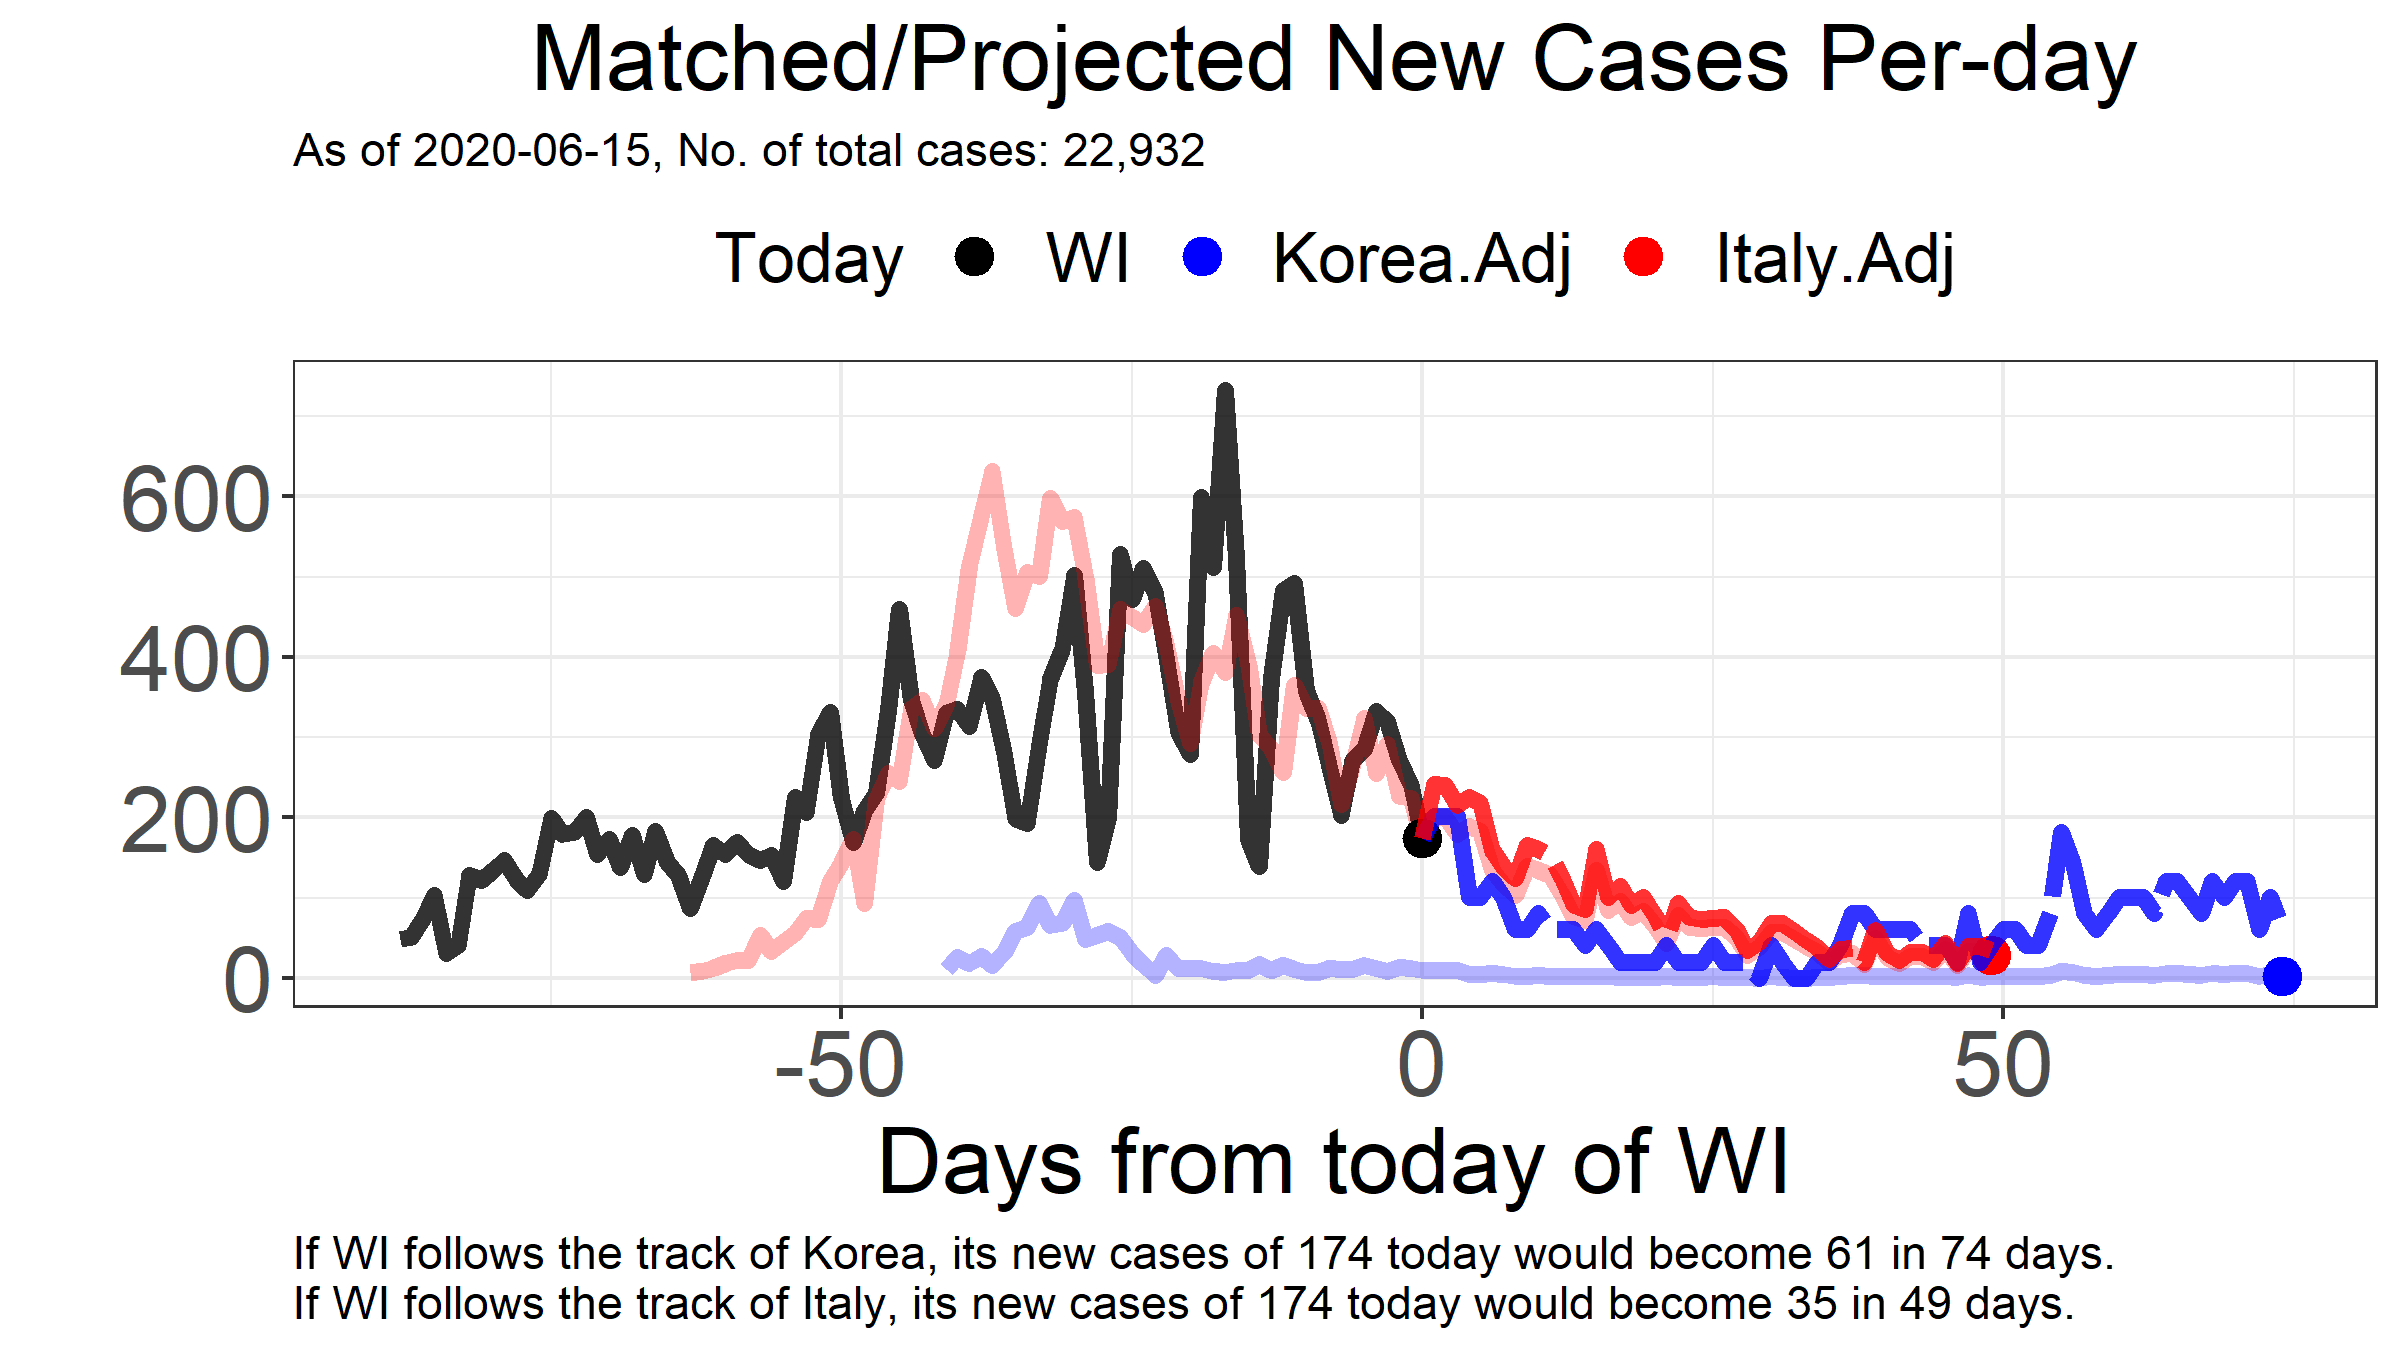 Matched/Projected New Cases Per-day
As of 2020-06-15, No. of total cases: 22,932
Today WI Korea.Adj Italy.Adj
600
400
200
0
-50 0 50
Days from today of WI
If WI follows the track of Korea, its new cases of 174 today would become 61 in 74 days.
If WI follows the track of Italy, its new cases of 174 today would become 35 in 49 days.